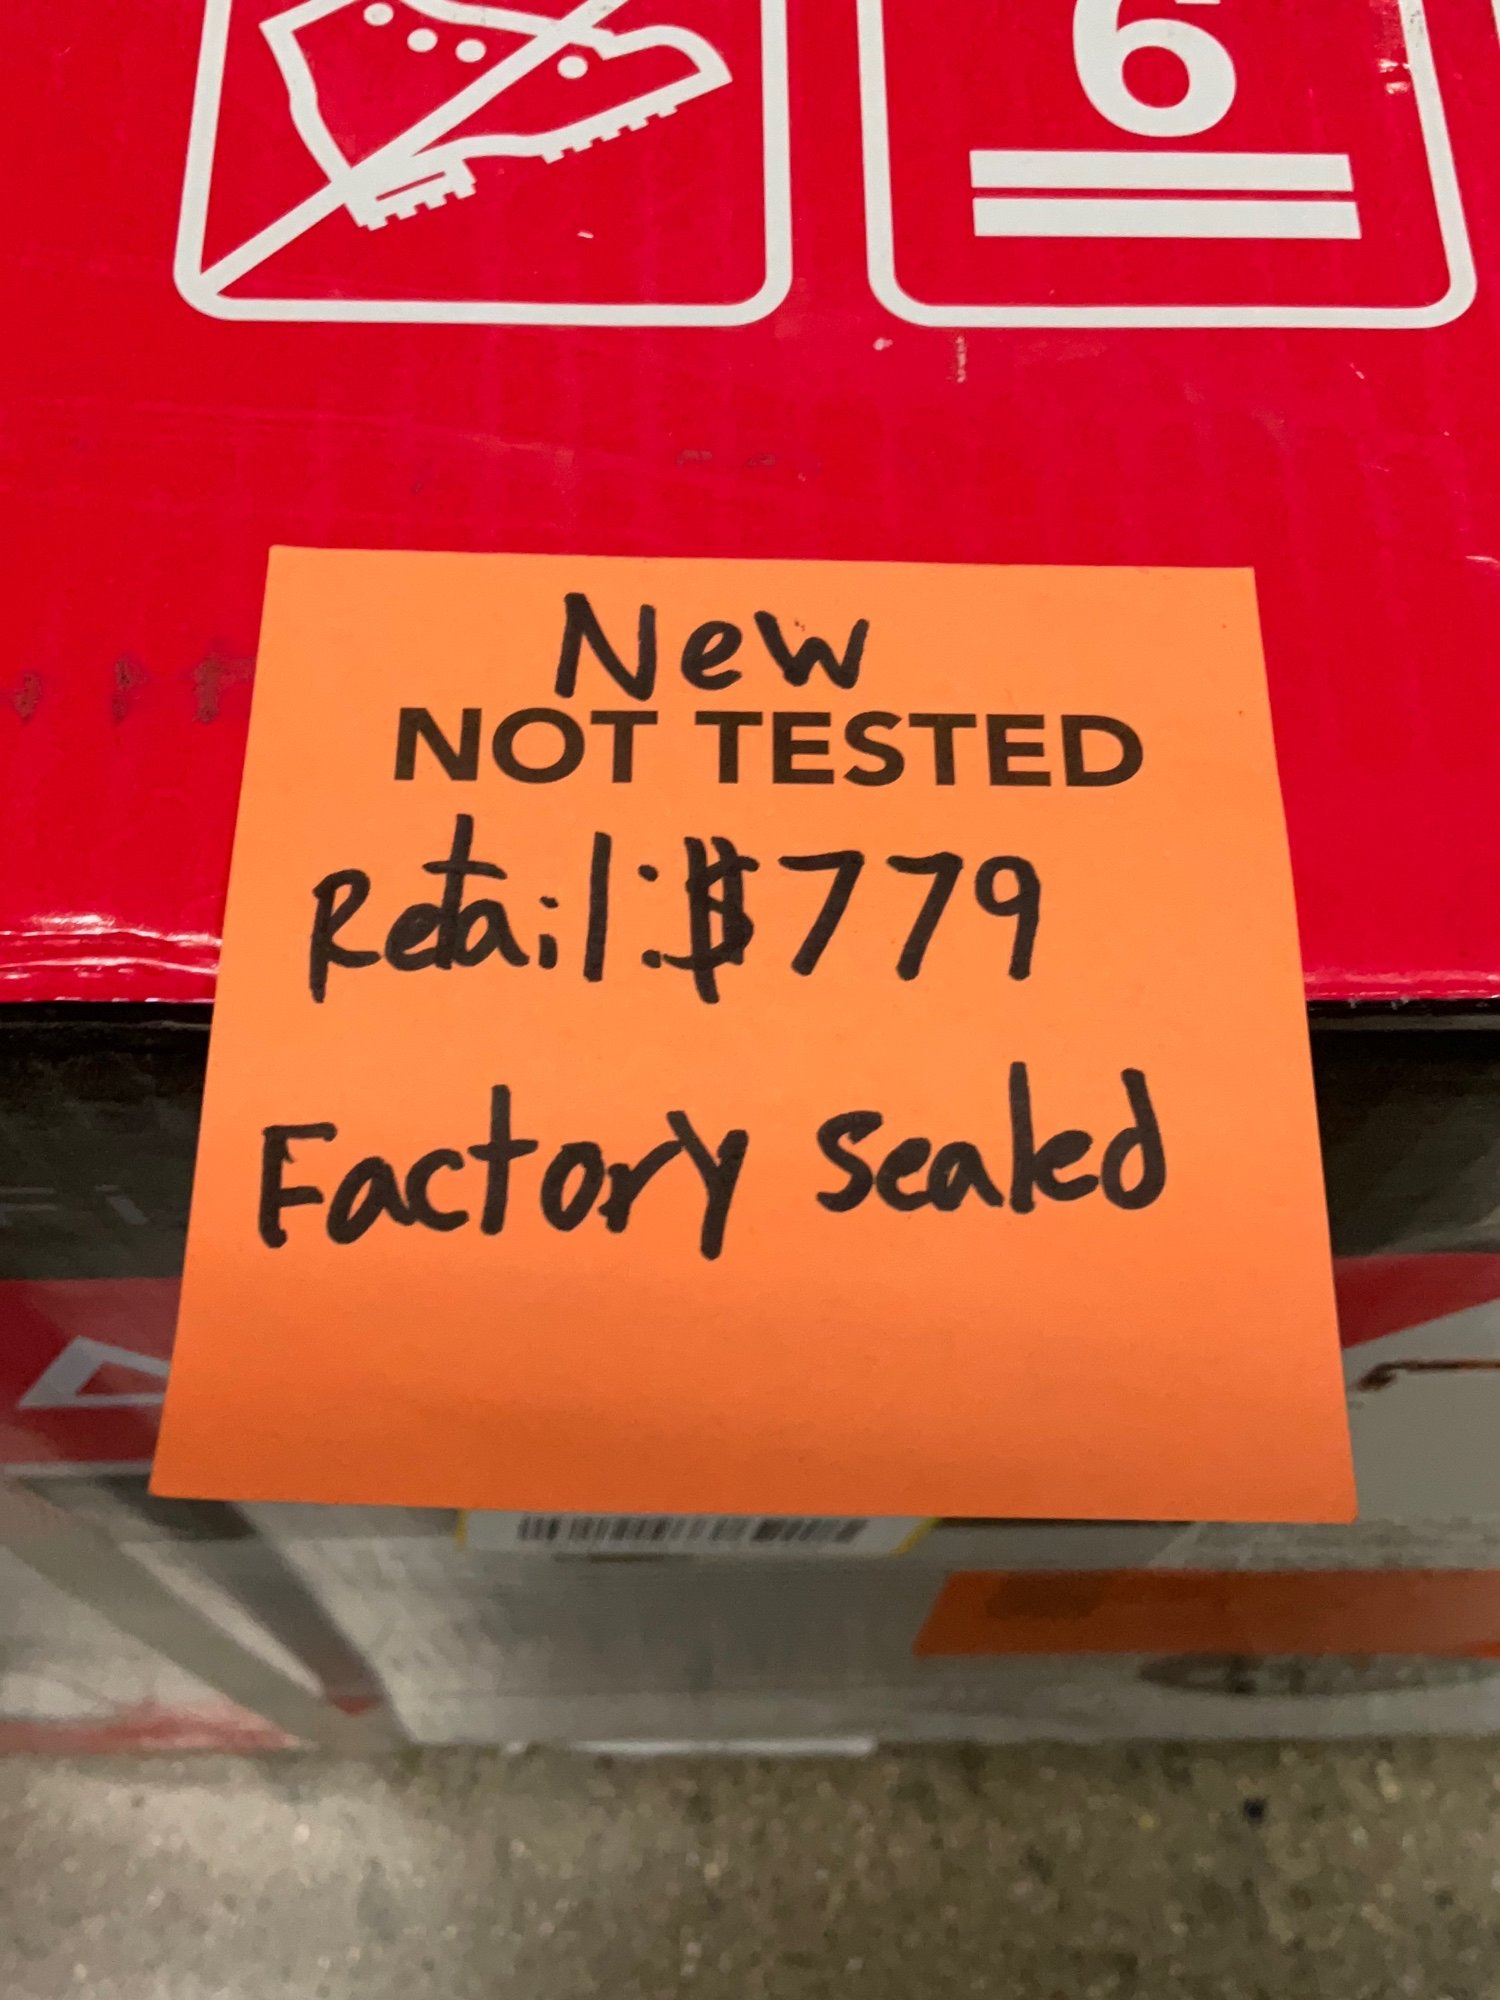 6
New
NOT TESTED
Retail: $779
Factory Sealed